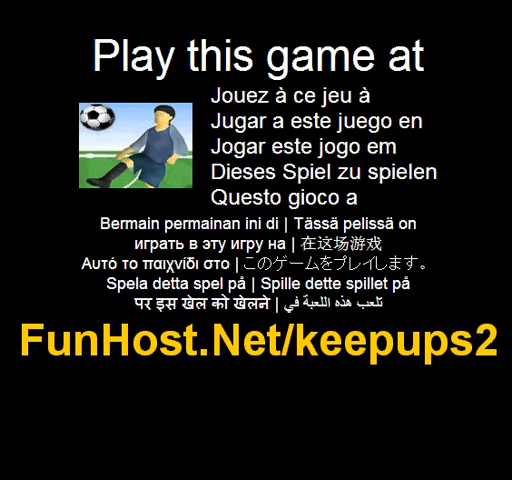 Play this game at
Jouez à ce jeu à
Jugar a este juego en
Jogar este jogo em
Dieses Spiel zu spielen
Questo gioco a
Bermain permainan ini di | Tässä pelissä on
играть в эту игру на | 在这场游戏
Αυτό το παιχνίδι στο | このゲームをプレイします。
Spela detta spel på | Spille dette spillet på
पर इस खेल को खेलने | تلعب هذه اللعبة في
FunHost.Net/keepups2